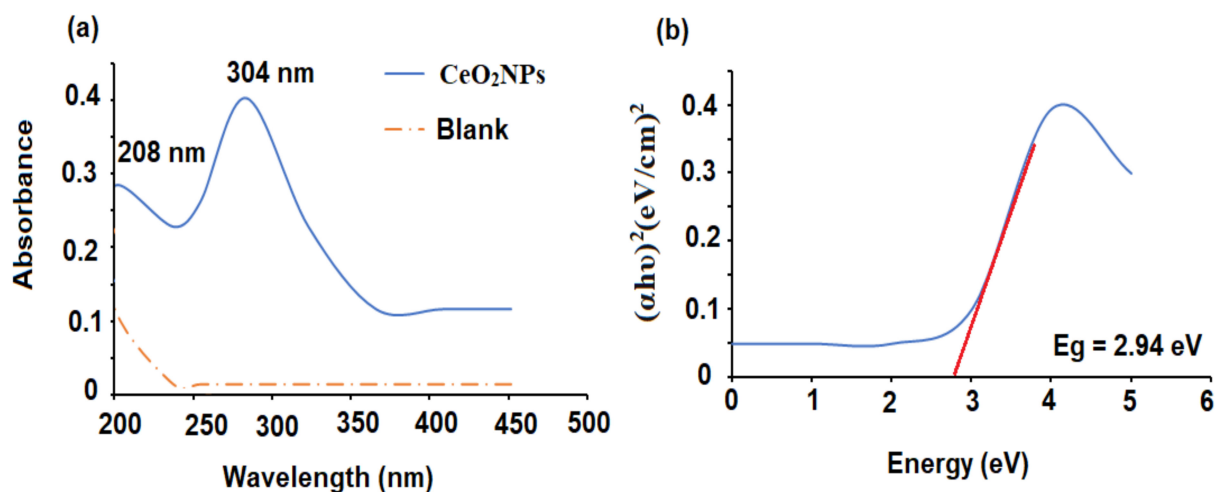 (a)
304 nm
208 nm
CeO₂NPs
Blank
Absorbance
0.4
0.3
0.2
0.1
0
200 250 300 350 400 450 500
Wavelength (nm)
(b)
(αhυ)²(eV/cm)²
0.4
0.3
0.2
0.1
0
Eg = 2.94 eV
0 1 2 3 4 5 6
Energy (eV)